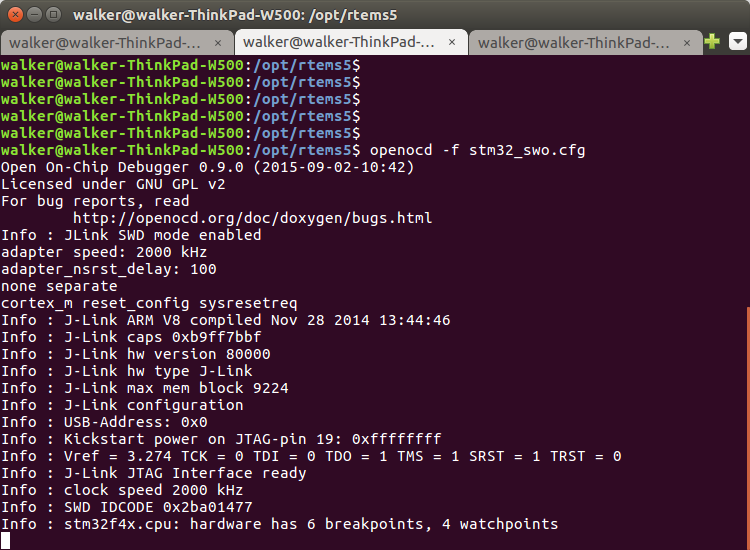 walker@walker-ThinkPad-W500: /opt/rtems5
walker@walker-ThinkPad-W500: /opt/rtems5 × walker@walker-ThinkPad-... × walker@walker-ThinkPad-... ×
walker@walker-ThinkPad-W500:/opt/rtems5$
walker@walker-ThinkPad-W500:/opt/rtems5$
walker@walker-ThinkPad-W500:/opt/rtems5$
walker@walker-ThinkPad-W500:/opt/rtems5$
walker@walker-ThinkPad-W500:/opt/rtems5$
walker@walker-ThinkPad-W500:/opt/rtems5$ openocd -f stm32_swo.cfg
Open On-Chip Debugger 0.9.0 (2015-09-02-10:42)
Licensed under GNU GPL v2
For bug reports, read
        http://openocd.org/doc/doxygen/bugs.html
Info : JLink SWD mode enabled
adapter speed: 2000 kHz
adapter_nsrst_delay: 100
none separate
cortex_m reset_config sysresetreq
Info : J-Link ARM V8 compiled Nov 28 2014 13:44:46
Info : J-Link caps 0xb9ff7bbf
Info : J-Link hw version 80000
Info : J-Link hw type J-Link
Info : J-Link max mem block 9224
Info : J-Link configuration
Info : USB-Address: 0x0
Info : Kickstart power on JTAG-pin 19: 0xffffffff
Info : Vref = 3.274 TCK = 0 TDI = 0 TDO = 1 TMS = 1 SRST = 1 TRST = 0
Info : J-Link JTAG Interface ready
Info : clock speed 2000 kHz
Info : SWD IDCODE 0x2ba01477
Info : stm32f4x.cpu: hardware has 6 breakpoints, 4 watchpoints